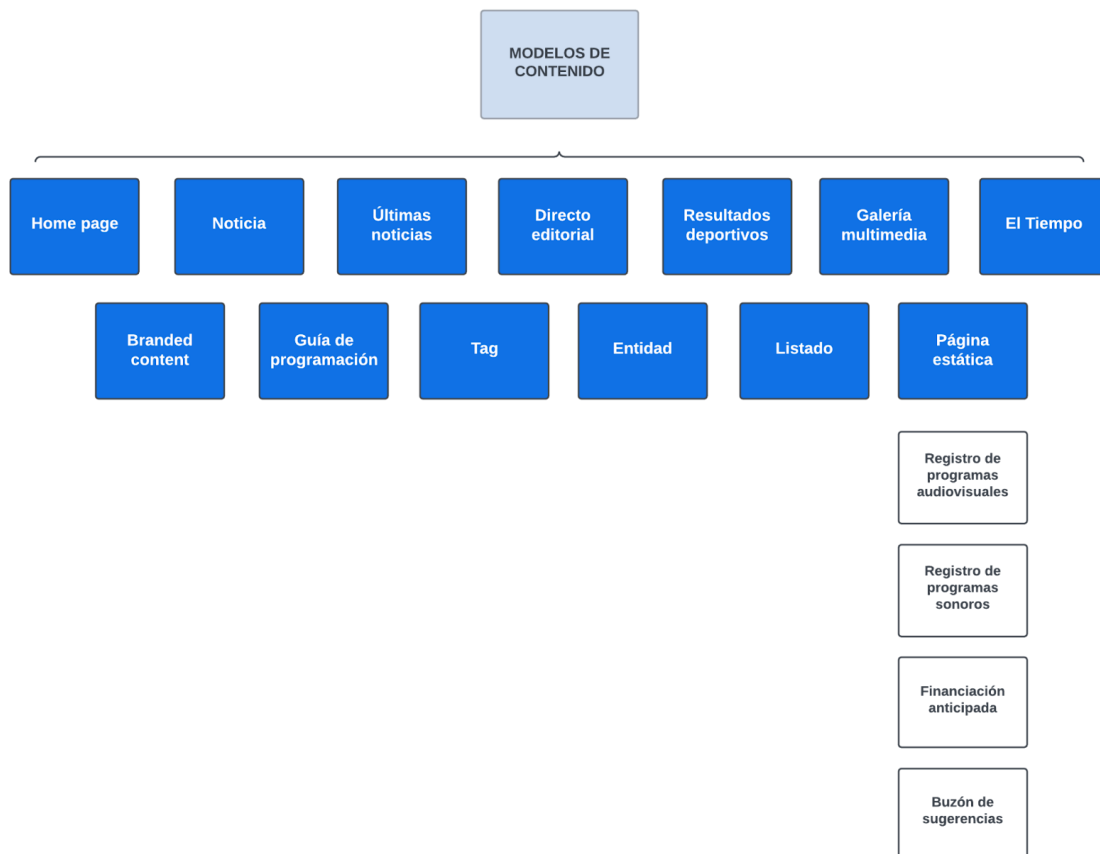 MODELOS DE
CONTENIDO
Home page
Noticia
Últimas
noticias
Directo
editorial
Resultados
deportivos
Galería
multimedia
El Tiempo
Branded
content
Guía de
programación
Tag
Entidad
Listado
Página
estática
Registro de
programas
audiovisuales
Registro de
programas
sonoros
Financiación
anticipada
Buzón de
sugerencias